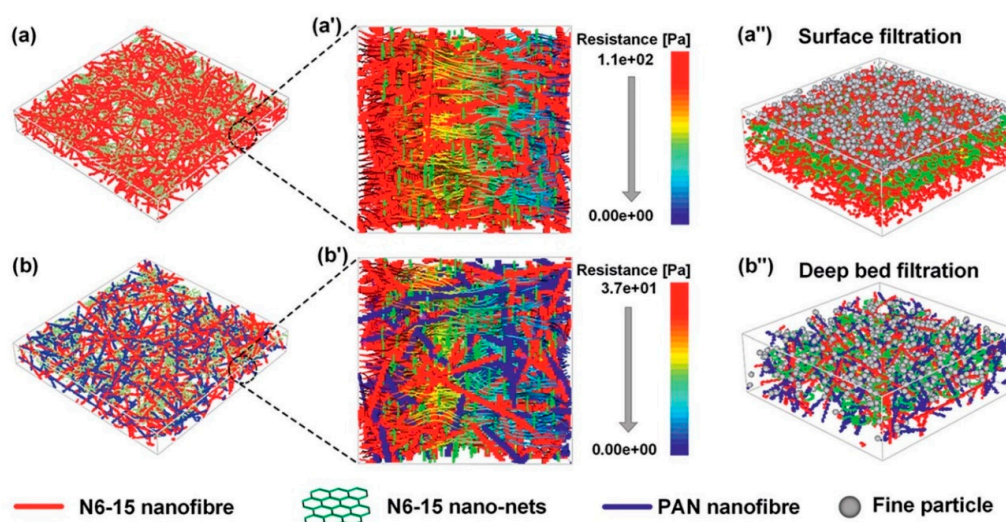 (a)
(a')
Resistance [Pa]
1.1e+02
0.00e+00
(a'')
Surface filtration
(b)
(b')
Resistance [Pa]
3.7e+01
0.00e+00
(b'')
Deep bed filtration
N6-15 nanofibre
N6-15 nano-nets
PAN nanofibre
Fine particle